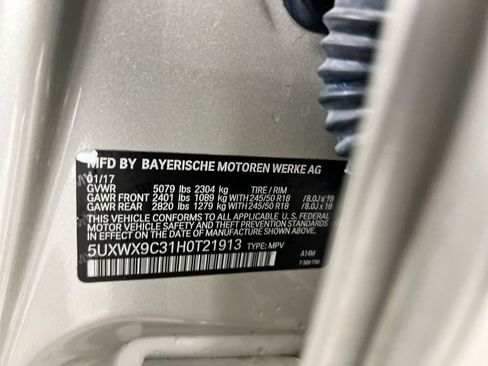 MFD BY BAYERISCHE MOTOREN WERKE AG
01/17
GVWR 5079 lbs 2304 kg TIRE / RIM
GAWR FRONT 2401 lbs 1089 kg WITH 245/50 R18 /8.0J x 18
GAWR REAR 2820 lbs 1279 kg WITH 245/50 R18 /8.0J x 18
THIS VEHICLE CONFORMS TO ALL APPLICABLE U.S. FEDERAL
MOTOR VEHICLE SAFETY AND THEFT PREVENTION STANDARDS
IN EFFECT ON THE DATE OF MANUFACTURE SHOWN ABOVE.
5UXWX9C31H0T21913 TYPE: MPV
A14M